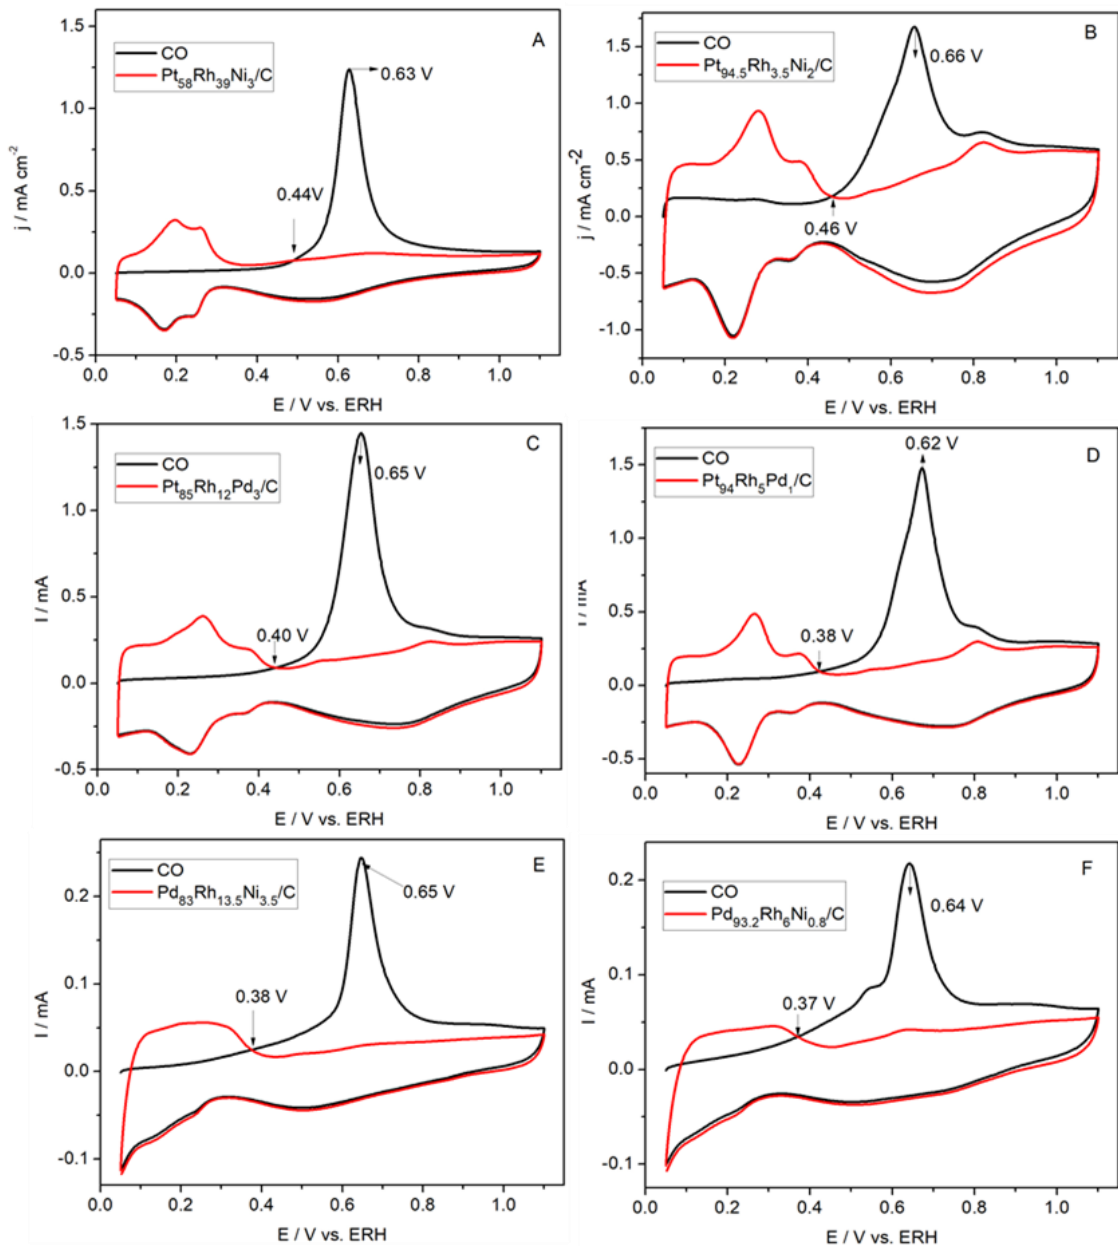 A
CO
Pt58Rh39Ni3/C
0.63 V
0.44V
j / mA cm-2
1.5
1.0
0.5
0.0
-0.5
0.0 0.2 0.4 0.6 0.8 1.0
E / V vs. ERH
B
CO
Pt94.5Rh3.5Ni2/C
0.66 V
0.46 V
j / mA cm-2
1.5
1.0
0.5
0.0
-0.5
-1.0
0.0 0.2 0.4 0.6 0.8 1.0
E / V vs. ERH
C
CO
Pt85Rh12Pd3/C
0.65 V
0.40 V
I / mA
1.5
1.0
0.5
0.0
-0.5
0.0 0.2 0.4 0.6 0.8 1.0
E / V vs. ERH
D
CO
Pt94Rh5Pd1/C
0.62 V
0.38 V
I / mA
1.5
1.0
0.5
0.0
-0.5
0.0 0.2 0.4 0.6 0.8 1.0
E / V vs. ERH
E
CO
Pd83Rh13.5Ni3.5/C
0.65 V
0.38 V
I / mA
0.2
0.1
0.0
-0.1
0.0 0.2 0.4 0.6 0.8 1.0
E / V vs. ERH
F
CO
Pd93.2Rh6Ni0.8/C
0.64 V
0.37 V
I / mA
0.2
0.1
0.0
-0.1
0.0 0.2 0.4 0.6 0.8 1.0
E / V vs. ERH